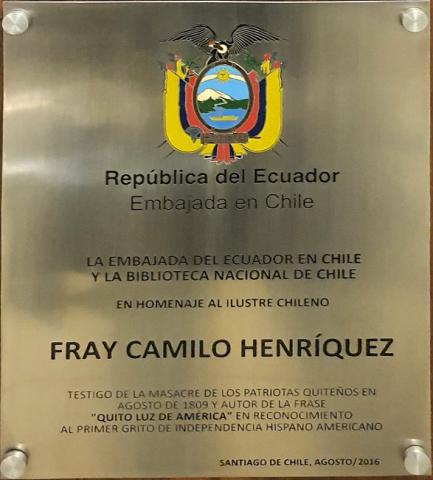 República del Ecuador
Embajada en Chile
LA EMBAJADA DEL ECUADOR EN CHILE
Y LA BIBLIOTECA NACIONAL DE CHILE
EN HOMENAJE AL ILUSTRE CHILENO
FRAY CAMILO HENRÍQUEZ
TESTIGO DE LA MASACRE DE LOS PATRIOTAS QUITEÑOS EN
AGOSTO DE 1809 Y AUTOR DE LA FRASE
"QUITO LUZ DE AMÉRICA" EN RECONOCIMIENTO
AL PRIMER GRITO DE INDEPENDENCIA HISPANO AMERICANO
SANTIAGO DE CHILE, AGOSTO/2016